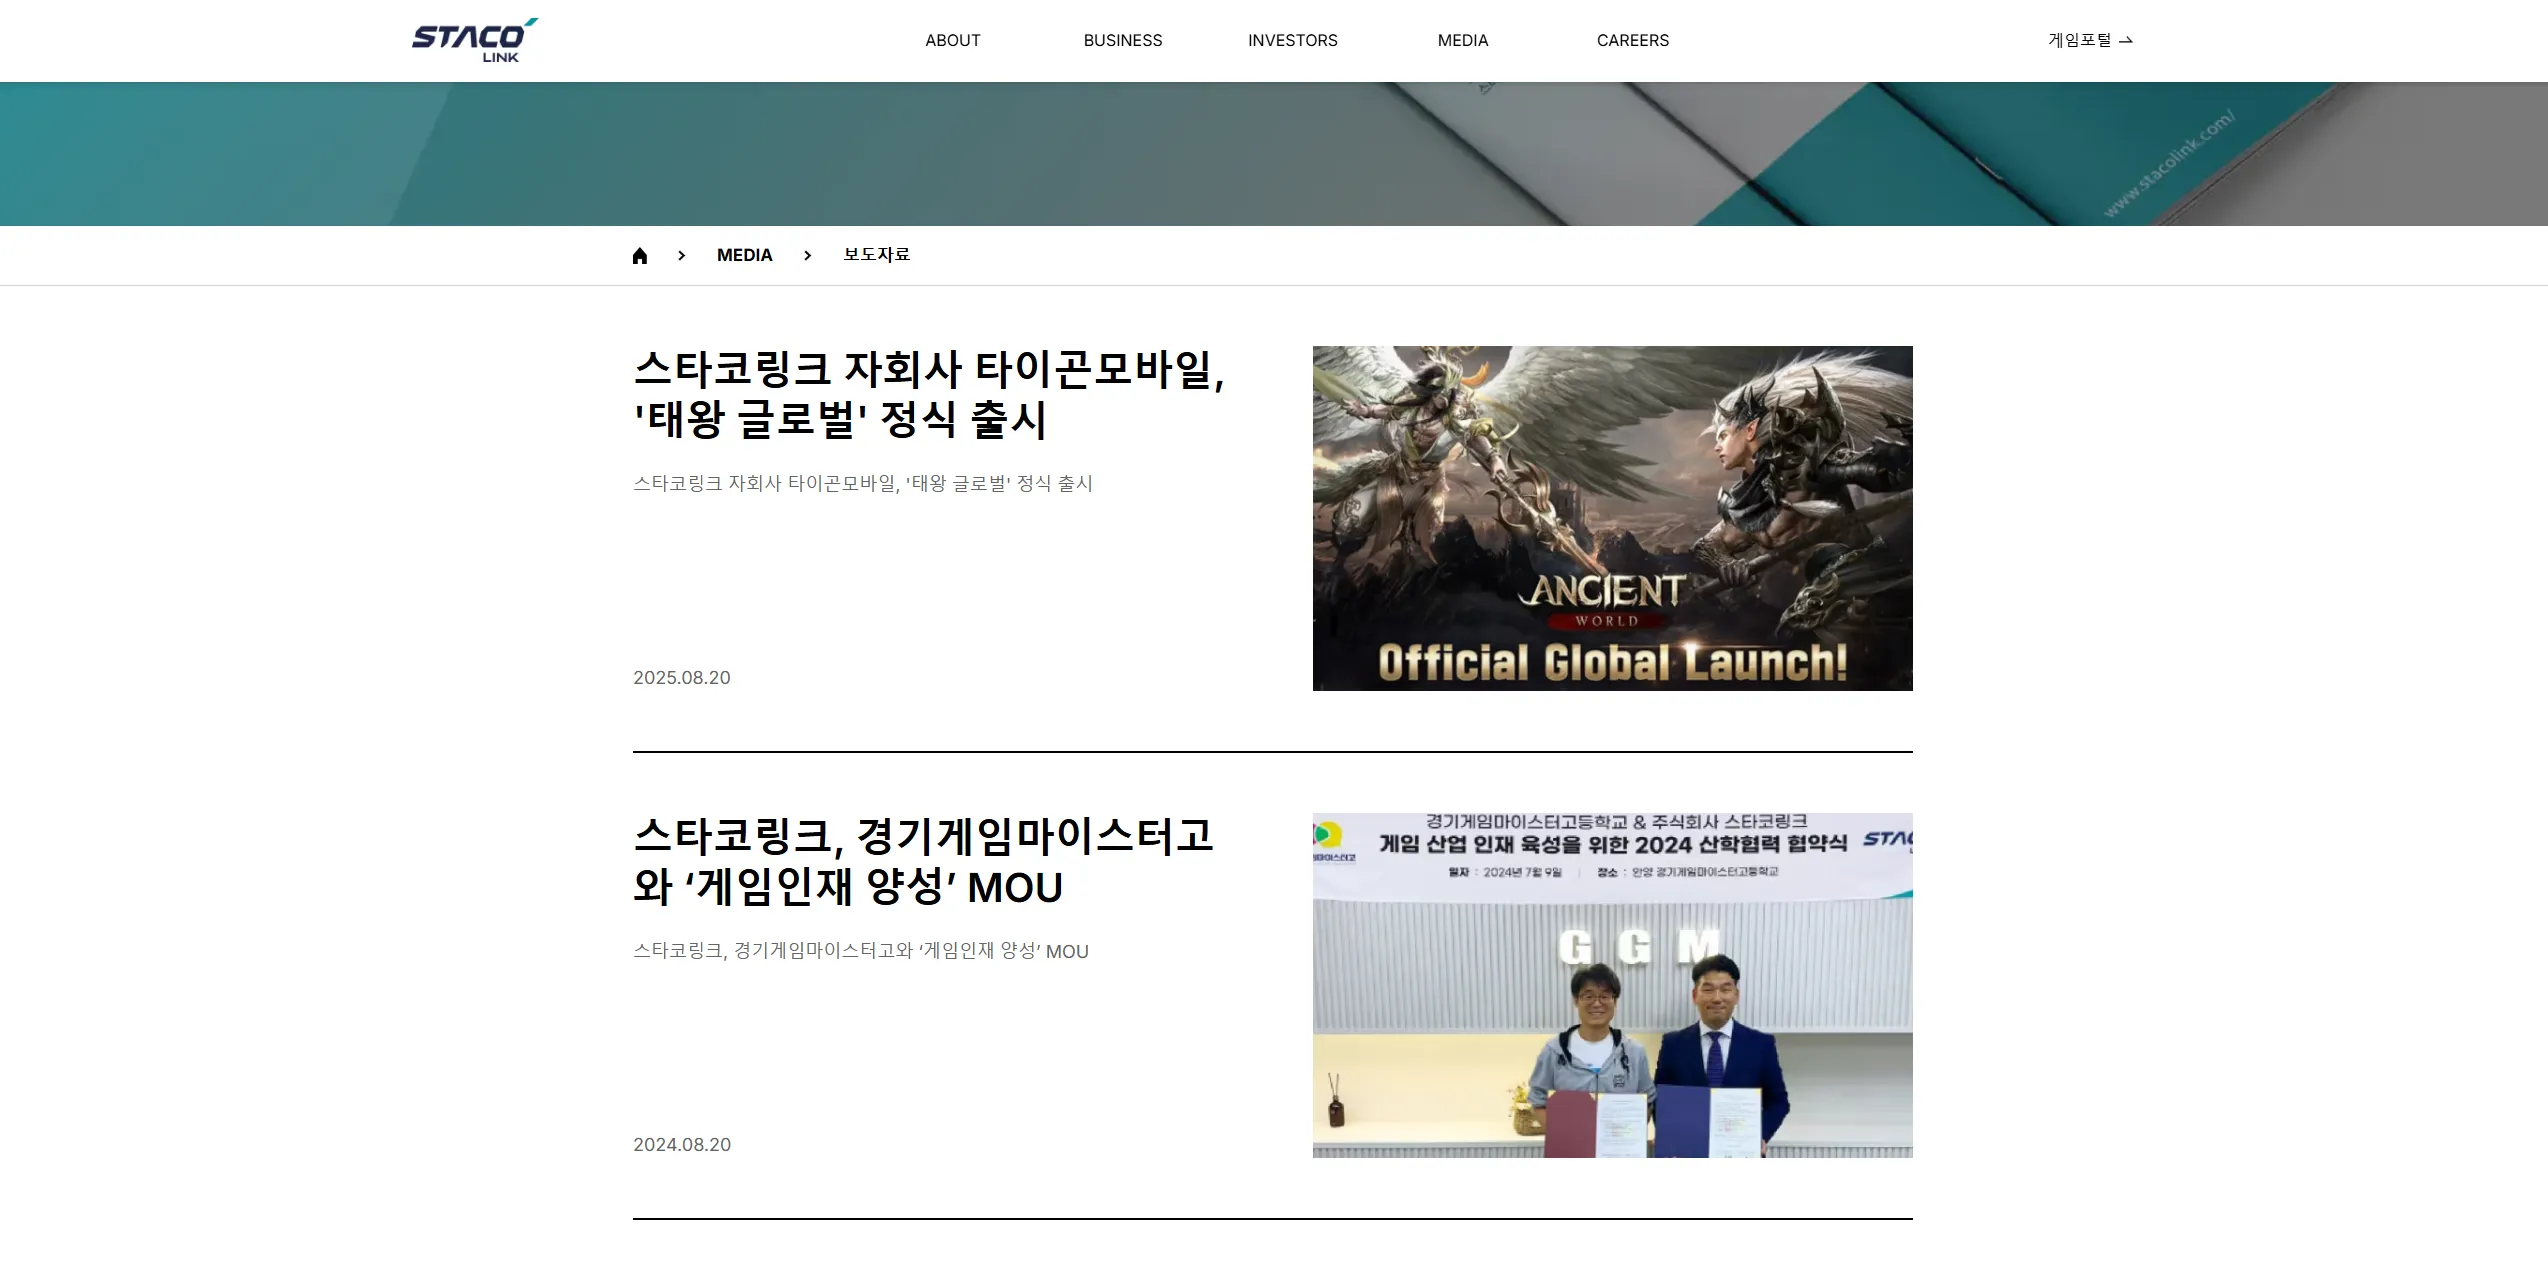 STACO
LINK
ABOUT
BUSINESS
INVESTORS
MEDIA
CAREERS
게임포털
www.stacolink.com/
MEDIA
보도자료
스타코링크 자회사 타이곤모바일,
'태왕 글로벌' 정식 출시
스타코링크 자회사 타이곤모바일, '태왕 글로벌' 정식 출시
2025.08.20
ANCIENT
WORLD
Official Global Launch!
스타코링크, 경기게임마이스터고
와 ‘게임인재 양성’ MOU
스타코링크, 경기게임마이스터고와 ‘게임인재 양성’ MOU
2024.08.20
경기게임마이스터고등학교 & 주식회사 스타코링크
게임 산업 인재 육성을 위한 2024 산학협력 협약식
일자 : 2024년 7월 9일
장소 : 안양 경기게임마이스터고등학교
GGM